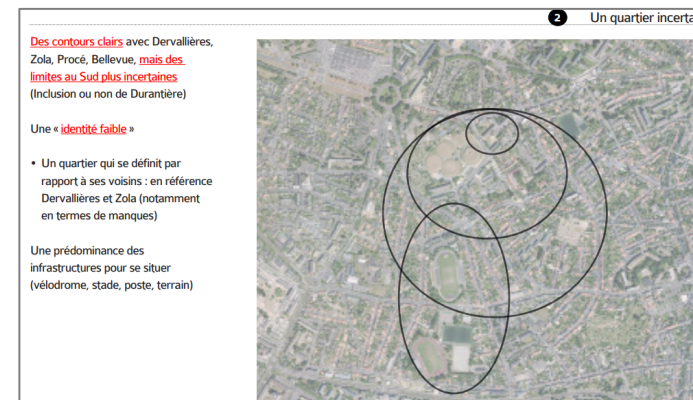 2 Un quartier incerta
Des contours clairs avec Dervallières,
Zola, Procé, Bellevue, mais des
limites au Sud plus incertaines
(Inclusion ou non de Durantière)
Une « identité faible »
• Un quartier qui se définit par
rapport à ses voisins : en référence
Dervallières et Zola (notamment
en termes de manques)
Une prédominance des
infrastructures pour se situer
(vélodrome, stade, poste, terrain)